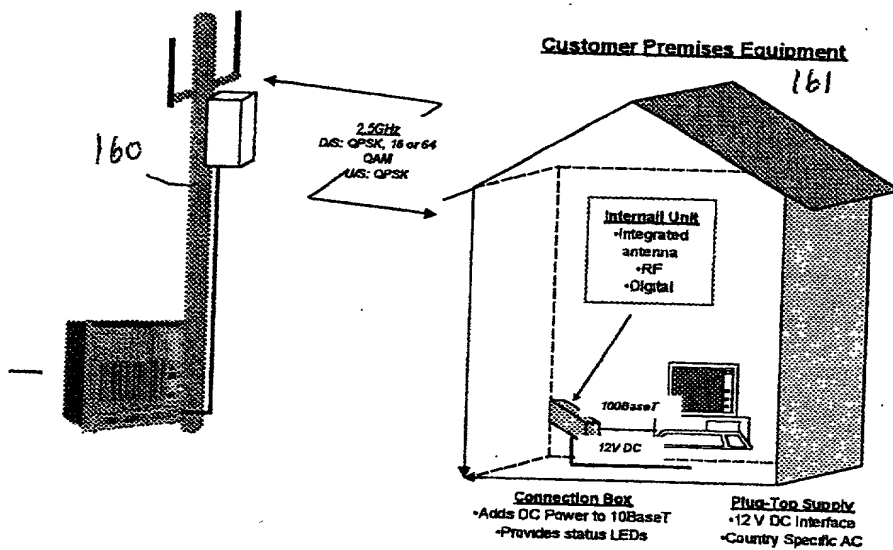 Customer Premises Equipment
161
160
2.5GHz
D/S: QPSK, 16 or 64
QAM
U/S: QPSK
Internail Unit
•Integrated
antenna
•RF
•Digital
100BaseT
12V DC
Connection Box
•Adds DC Power to 10BaseT
•Provides status LEDs
Plug-Top Supply
•12 V DC Interface
•Country Specific AC